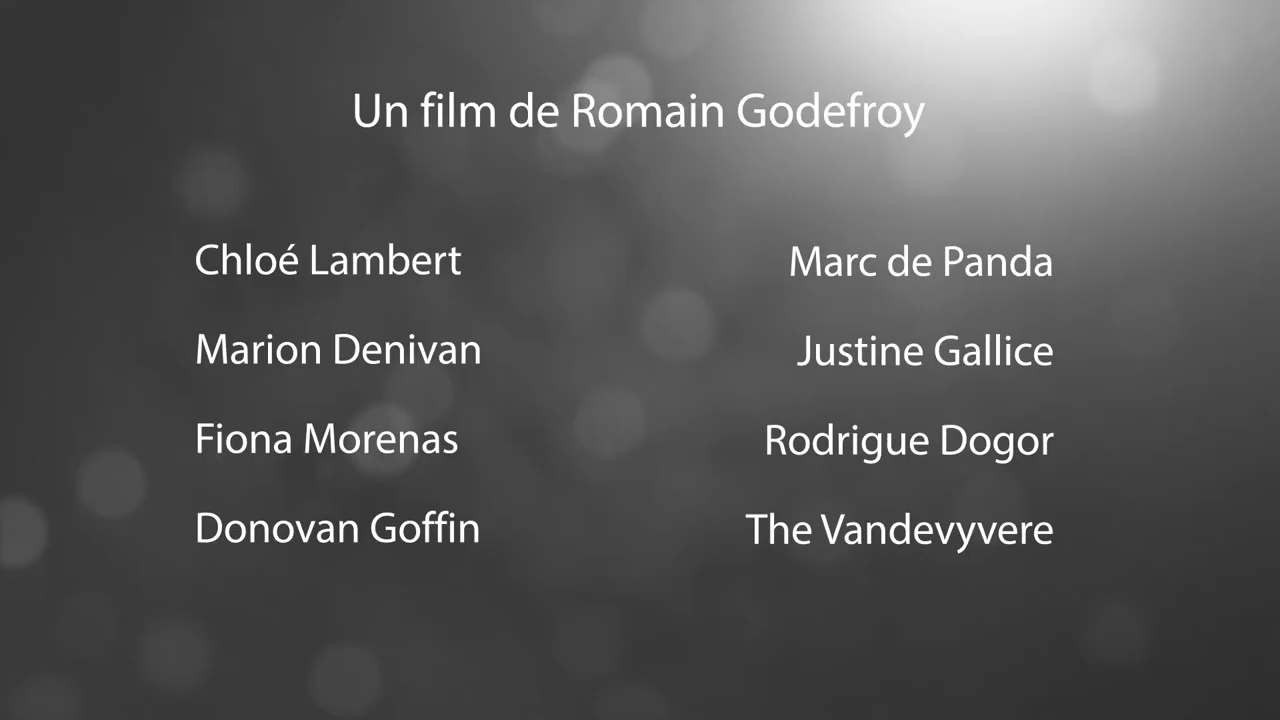 Un film de Romain Godefroy
Chloé Lambert
Marc de Panda
Marion Denivan
Justine Gallice
Fiona Morenas
Rodrigue Dogor
Donovan Goffin
The Vandevyvere